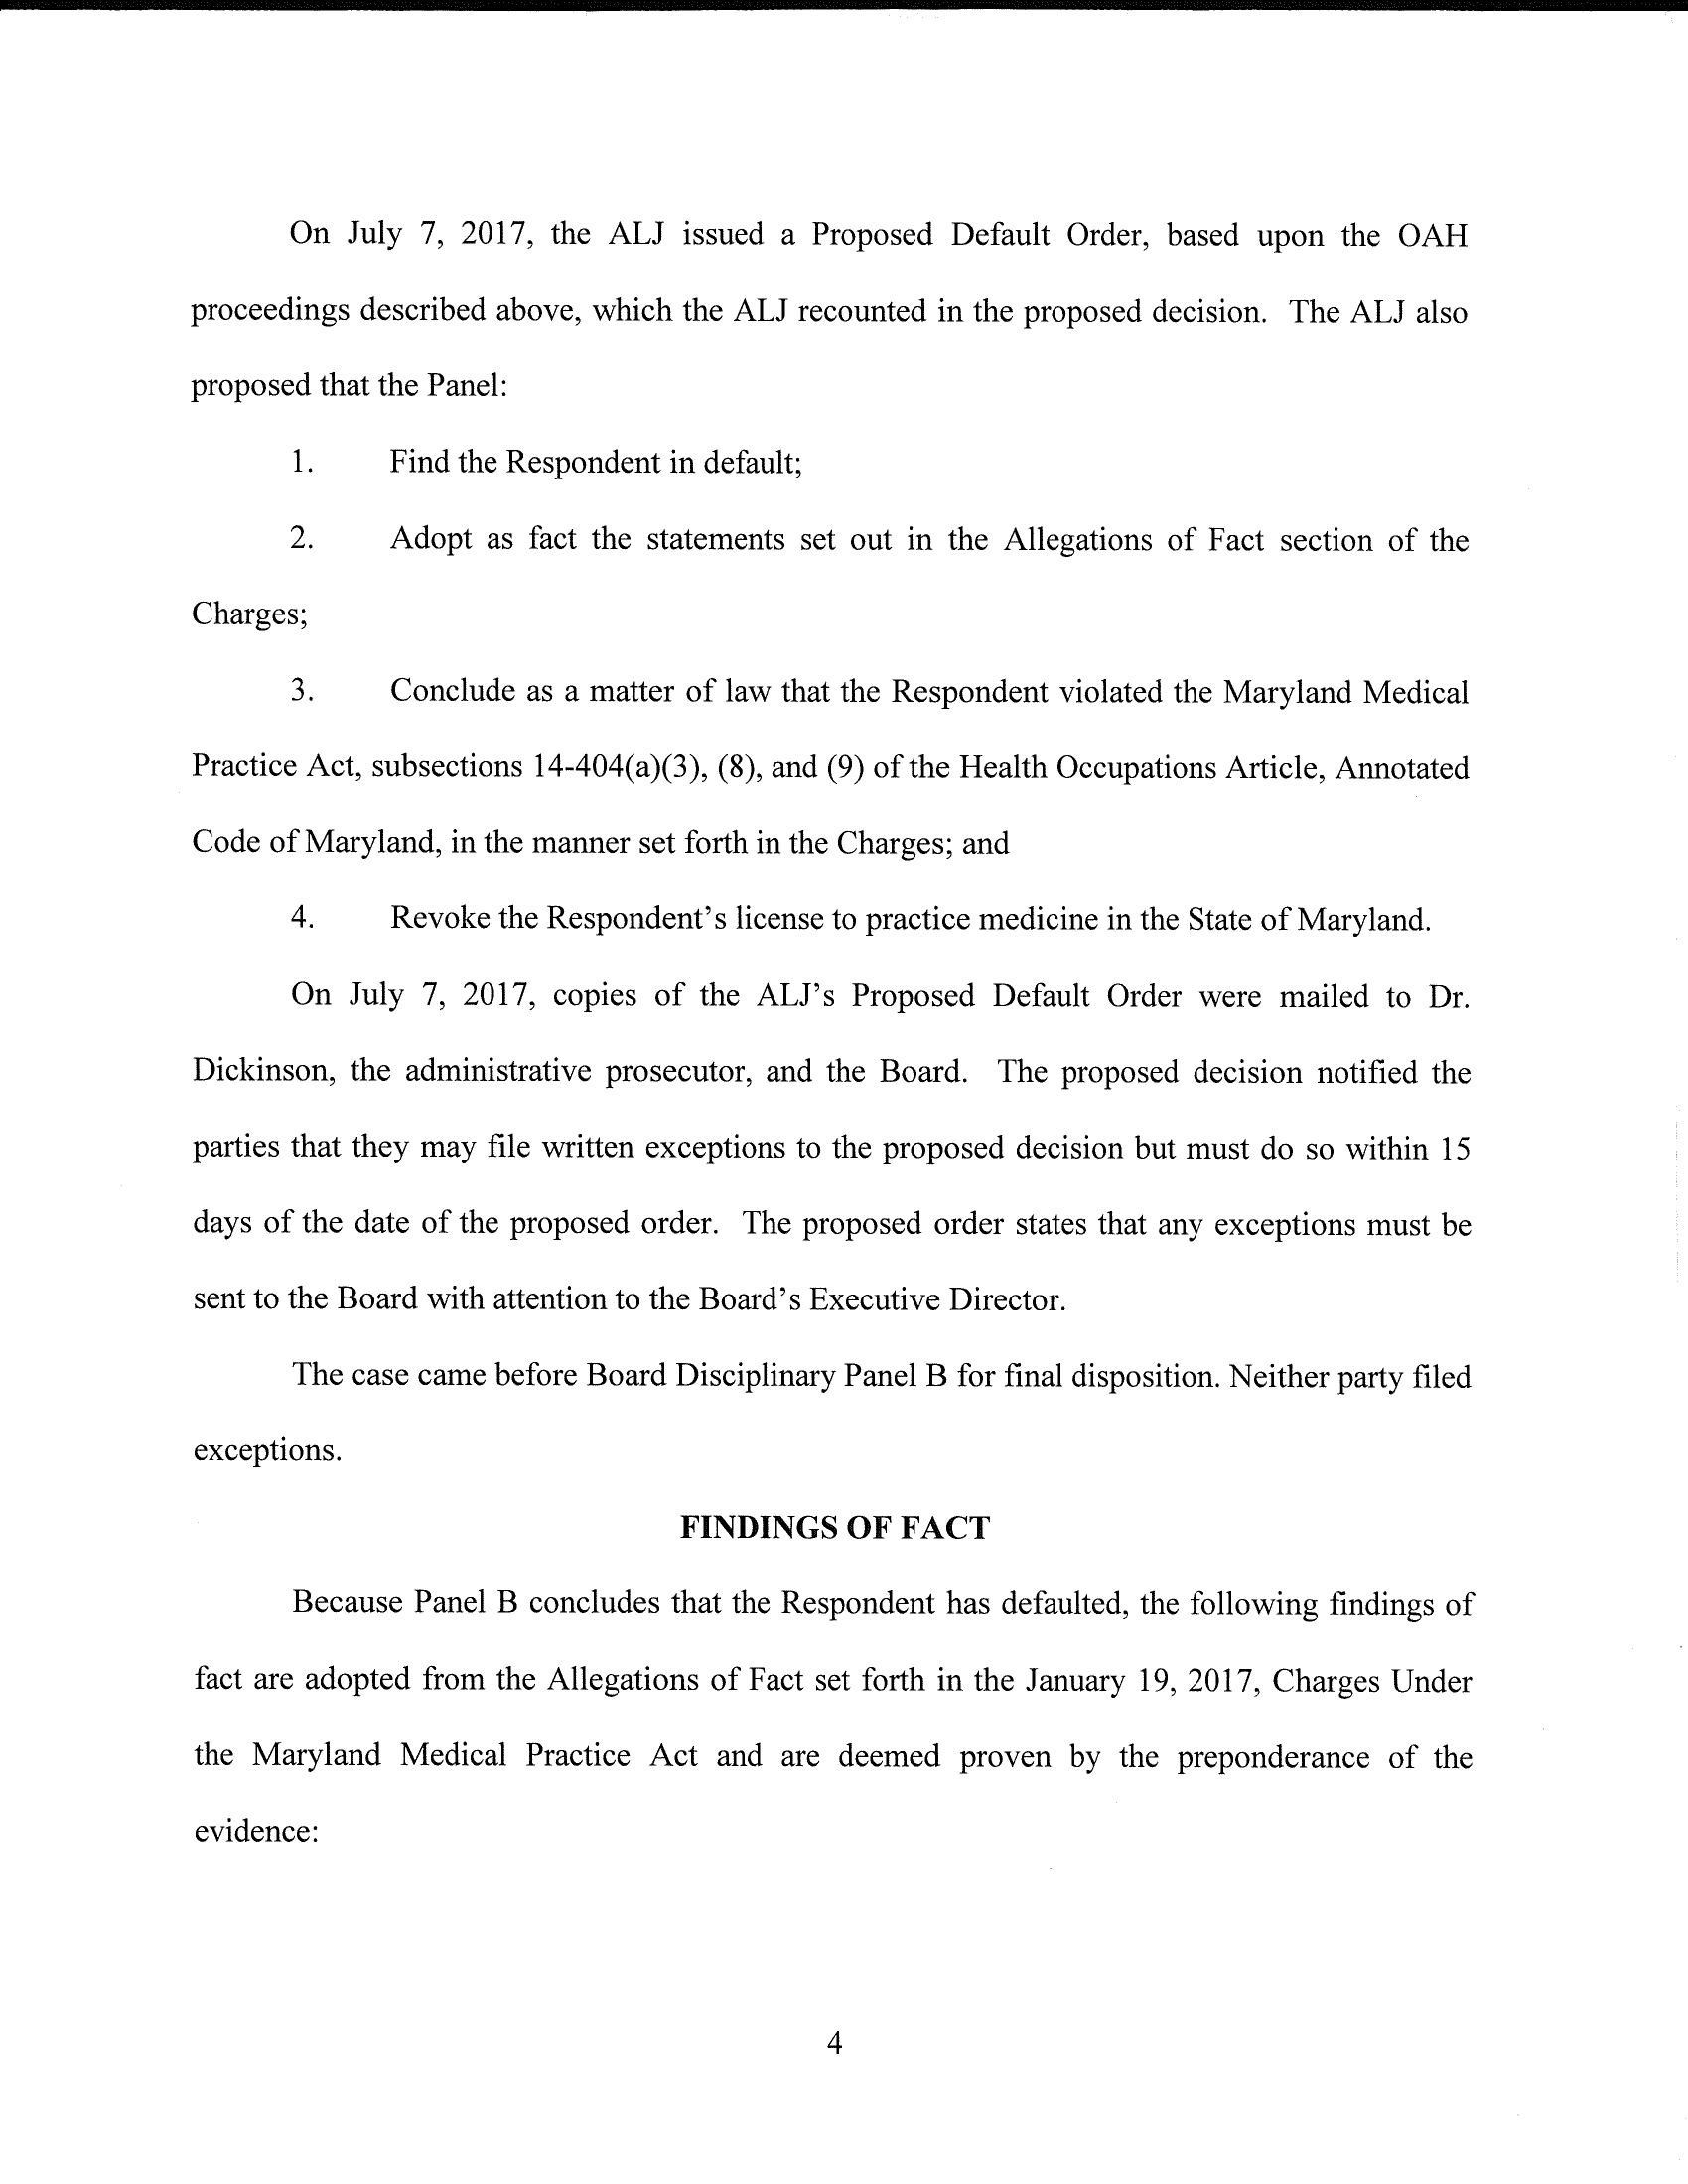 On July 7, 2017, the ALJ issued a Proposed Default Order, based upon the OAH
proceedings described above, which the ALJ recounted in the proposed decision. The ALJ also
proposed that the Panel:
1. Find the Respondent in default;
2. Adopt as fact the statements set out in the Allegations of Fact section of the
Charges;
3. Conclude as a matter of law that the Respondent violated the Maryland Medical
Practice Act, subsections 14-404(a)(3), (8), and (9) of the Health Occupations Article, Annotated
Code of Maryland, in the manner set forth in the Charges; and
4. Revoke the Respondent’s license to practice medicine in the State of Maryland.
On July 7, 2017, copies of the ALJ’s Proposed Default Order were mailed to Dr.
Dickinson, the administrative prosecutor, and the Board. The proposed decision notified the
parties that they may file written exceptions to the proposed decision but must do so within 15
days of the date of the proposed order. The proposed order states that any exceptions must be
sent to the Board with attention to the Board’s Executive Director.
The case came before Board Disciplinary Panel B for final disposition. Neither party filed
exceptions.
FINDINGS OF FACT
Because Panel B concludes that the Respondent has defaulted, the following findings of
fact are adopted from the Allegations of Fact set forth in the January 19, 2017, Charges Under
the Maryland Medical Practice Act and are deemed proven by the preponderance of the
evidence:
4